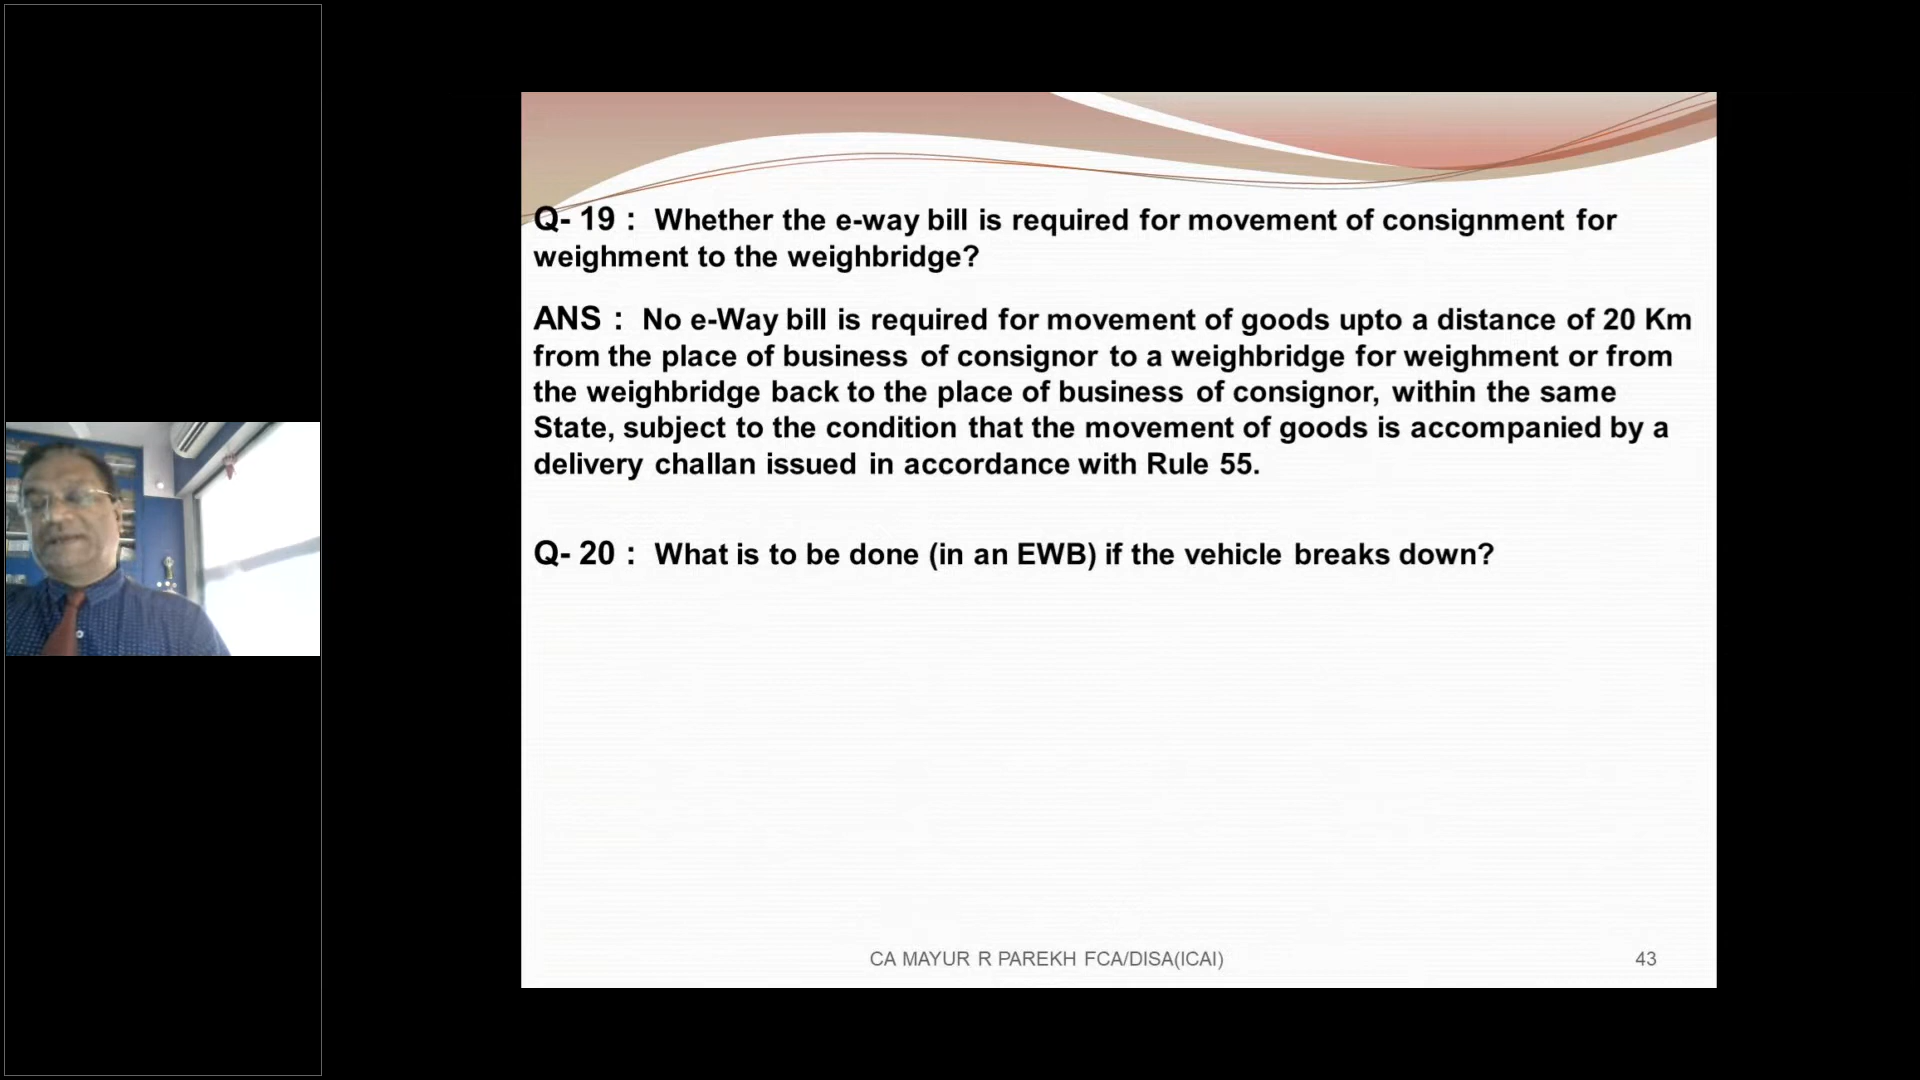 Q- 19 : Whether the e-way bill is required for movement of consignment for
weighment to the weighbridge?
ANS : No e-Way bill is required for movement of goods upto a distance of 20 Km
from the place of business of consignor to a weighbridge for weighment or from
the weighbridge back to the place of business of consignor, within the same
State, subject to the condition that the movement of goods is accompanied by a
delivery challan issued in accordance with Rule 55.
Q- 20 : What is to be done (in an EWB) if the vehicle breaks down?
CA MAYUR R PAREKH FCA/DISA(ICAI)
43